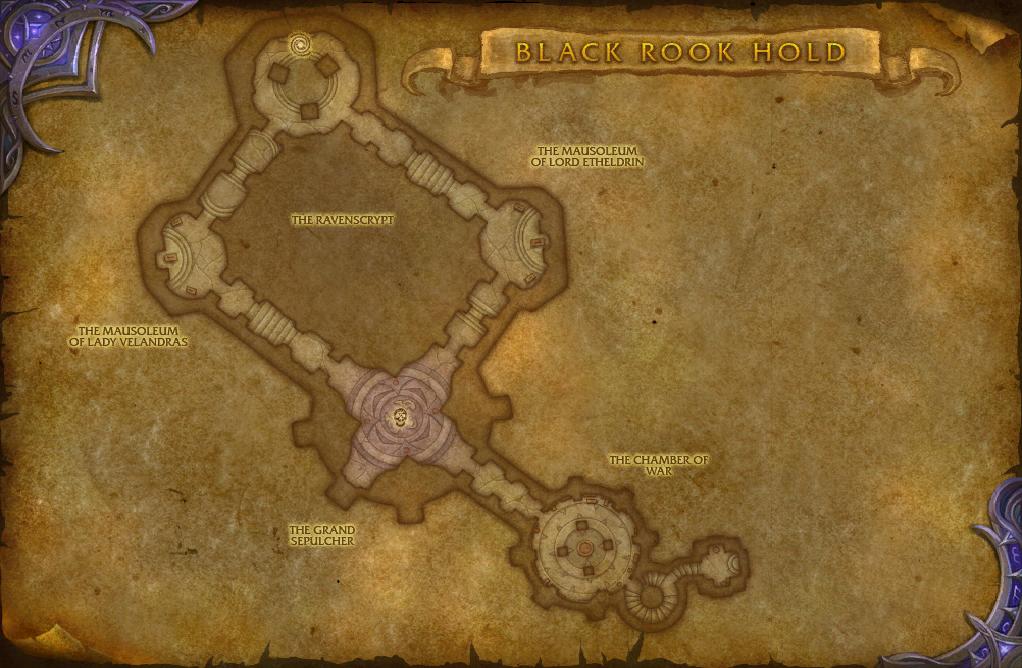 BLACK ROOK HOLD
THE MAUSOLEUM
OF LORD ETHELDRIN
THE RAVENSCRYPT
THE MAUSOLEUM
OF LADY VELANDRAS
THE CHAMBER OF
WAR
THE GRAND
SEPULCHER